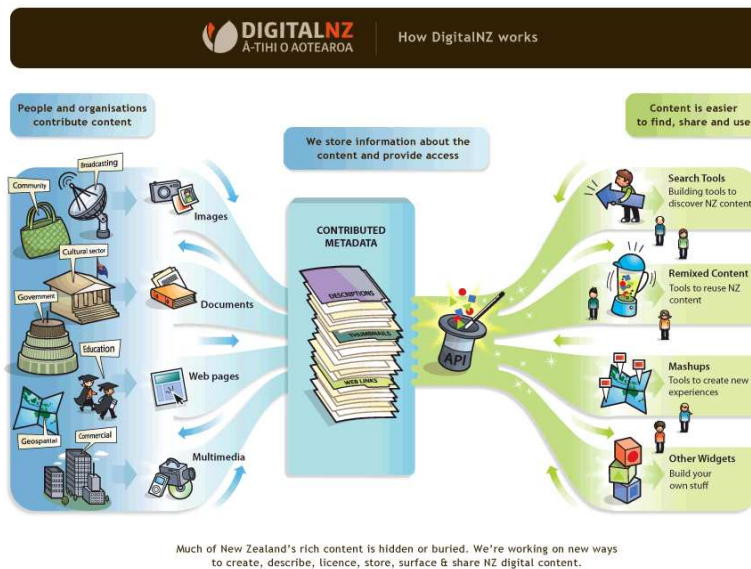 DIGITALNZ
Ā-TIHI O AOTEAROA
How DigitalNZ works
People and organisations
contribute content
We store information about the
content and provide access
Content is easier
to find, share and use
Broadcasting
Community
Images
Cultural sector
Documents
Government
Education
Web pages
Geospatial
Commercial
Multimedia
CONTRIBUTED
METADATA
DESCRIPTIONS
THUMBNAILS
WEB LINKS
API
Search Tools
Building tools to
discover NZ content
Remixed Content
Tools to reuse NZ
content
Mashups
Tools to create new
experiences
Other Widgets
Build your
own stuff
Much of New Zealand's rich content is hidden or buried. We're working on new ways
to create, describe, licence, store, surface & share NZ digital content.